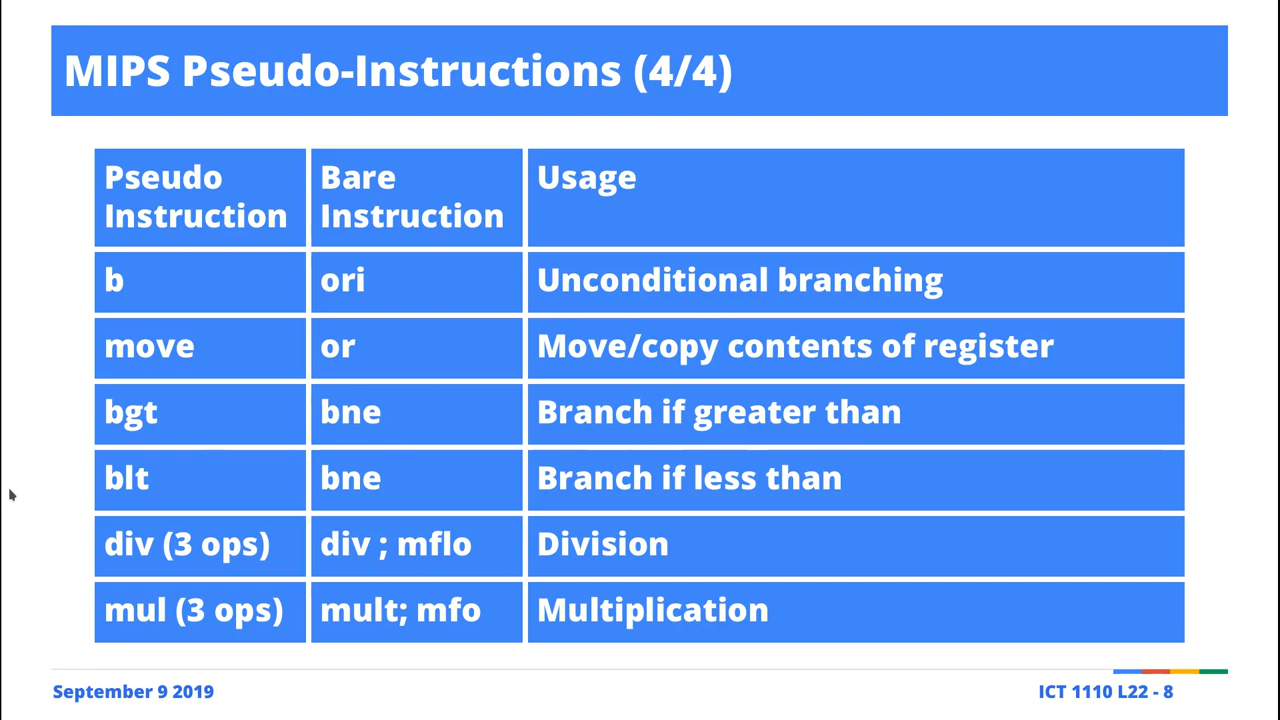 MIPS Pseudo-Instructions (4/4)
Pseudo Instruction
Bare Instruction
Usage
b
ori
Unconditional branching
move
or
Move/copy contents of register
bgt
bne
Branch if greater than
blt
bne
Branch if less than
div (3 ops)
div ; mflo
Division
mul (3 ops)
mult; mfo
Multiplication
September 9 2019
ICT 1110 L22 - 8